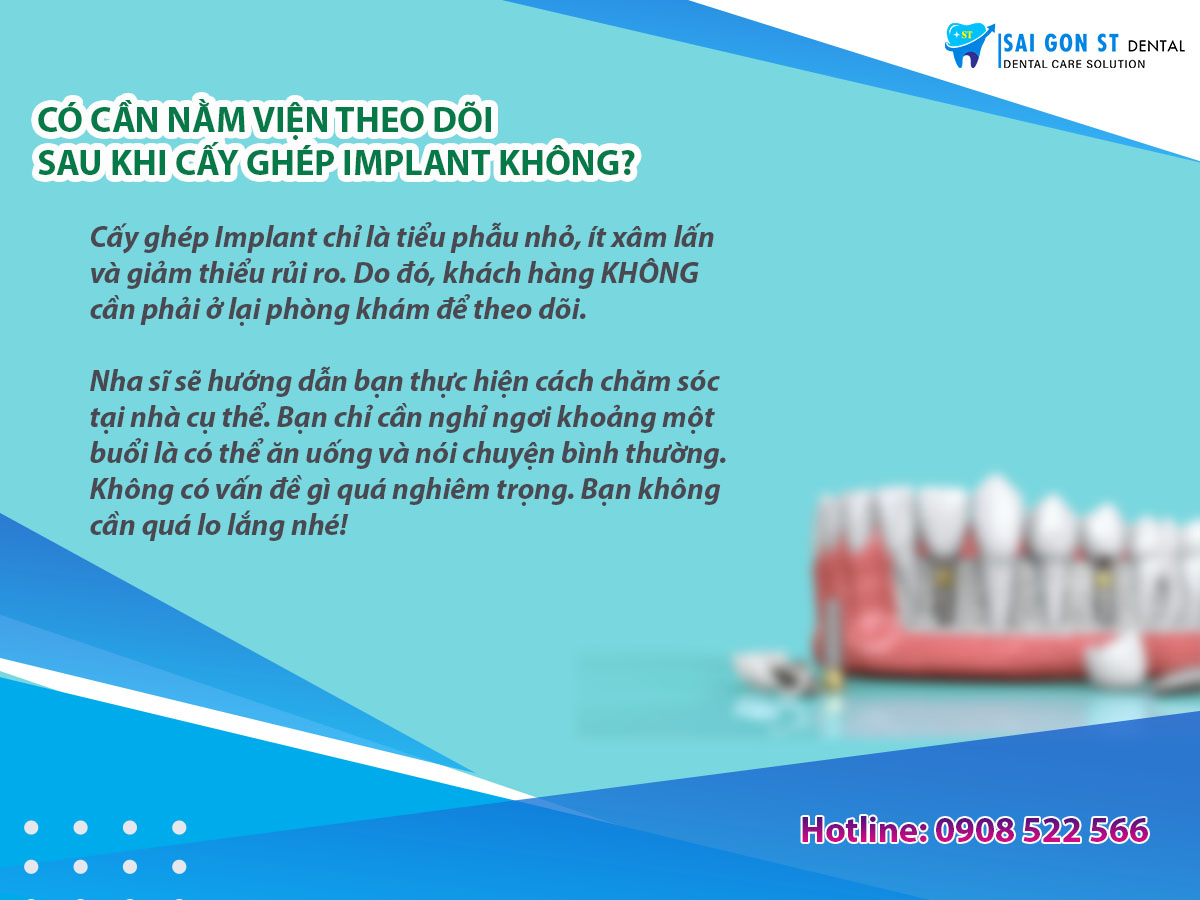 ST
SAI GON ST DENTAL
DENTAL CARE SOLUTION
CÓ CẦN NẰM VIỆN THEO DÕI
SAU KHI CẤY GHÉP IMPLANT KHÔNG?
Cấy ghép Implant chỉ là tiểu phẫu nhỏ, ít xâm lấn
và giảm thiểu rủi ro. Do đó, khách hàng KHÔNG
cần phải ở lại phòng khám để theo dõi.
Nha sĩ sẽ hướng dẫn bạn thực hiện cách chăm sóc
tại nhà cụ thể. Bạn chỉ cần nghỉ ngơi khoảng một
buổi là có thể ăn uống và nói chuyện bình thường.
Không có vấn đề gì quá nghiêm trọng. Bạn không
cần quá lo lắng nhé!
Hotline: 0908 522 566